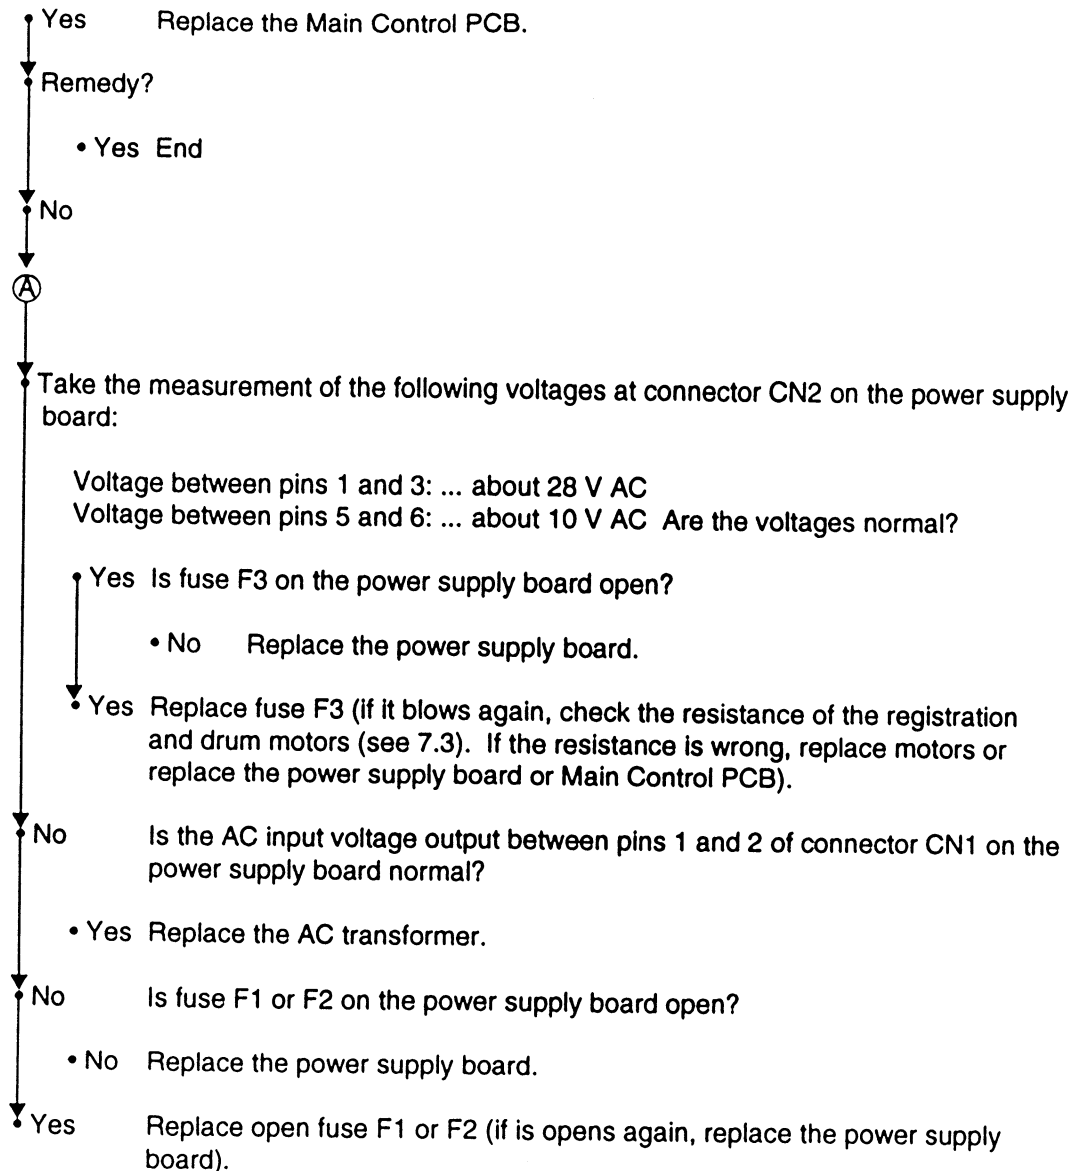 • Yes Replace the Main Control PCB.
• Remedy?
• Yes End
• No
A
• Take the measurement of the following voltages at connector CN2 on the power supply
board:
Voltage between pins 1 and 3: ... about 28 V AC
Voltage between pins 5 and 6: ... about 10 V AC Are the voltages normal?
• Yes Is fuse F3 on the power supply board open?
• No Replace the power supply board.
• Yes Replace fuse F3 (if it blows again, check the resistance of the registration
and drum motors (see 7.3). If the resistance is wrong, replace motors or
replace the power supply board or Main Control PCB).
• No Is the AC input voltage output between pins 1 and 2 of connector CN1 on the
power supply board normal?
• Yes Replace the AC transformer.
• No Is fuse F1 or F2 on the power supply board open?
• No Replace the power supply board.
• Yes Replace open fuse F1 or F2 (if is opens again, replace the power supply
board).